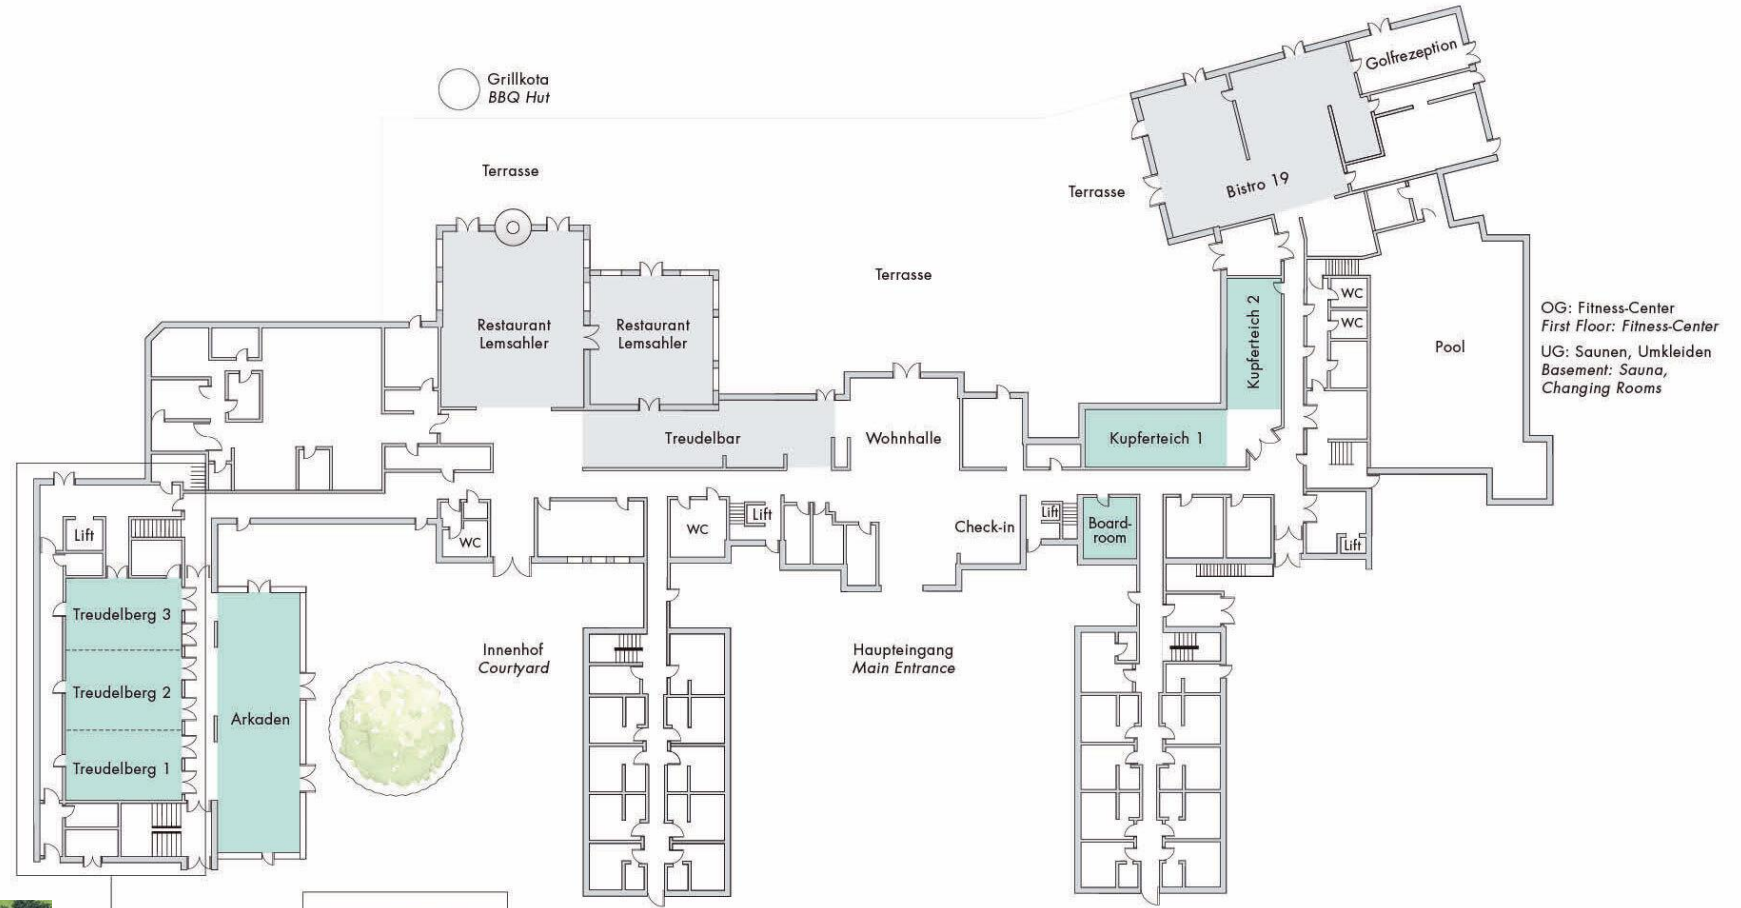 Grillkota
BBQ Hut
Golfrezeption
Terrasse
Terrasse
Bistro 19
Terrasse
WC
WC
Kupferteich 2
OG: Fitness-Center
First Floor: Fitness-Center
UG: Saunen, Umkleiden
Basement: Sauna,
Changing Rooms
Pool
Restaurant
Lemsahler
Restaurant
Lemsahler
Treudelbar
Wohnhalle
Kupferteich 1
Lift
WC
WC
Lift
Check-in
Lift
Board-
room
Lift
Treudelberg 3
Treudelberg 2
Treudelberg 1
Arkaden
Innenhof
Courtyard
Haupteingang
Main Entrance